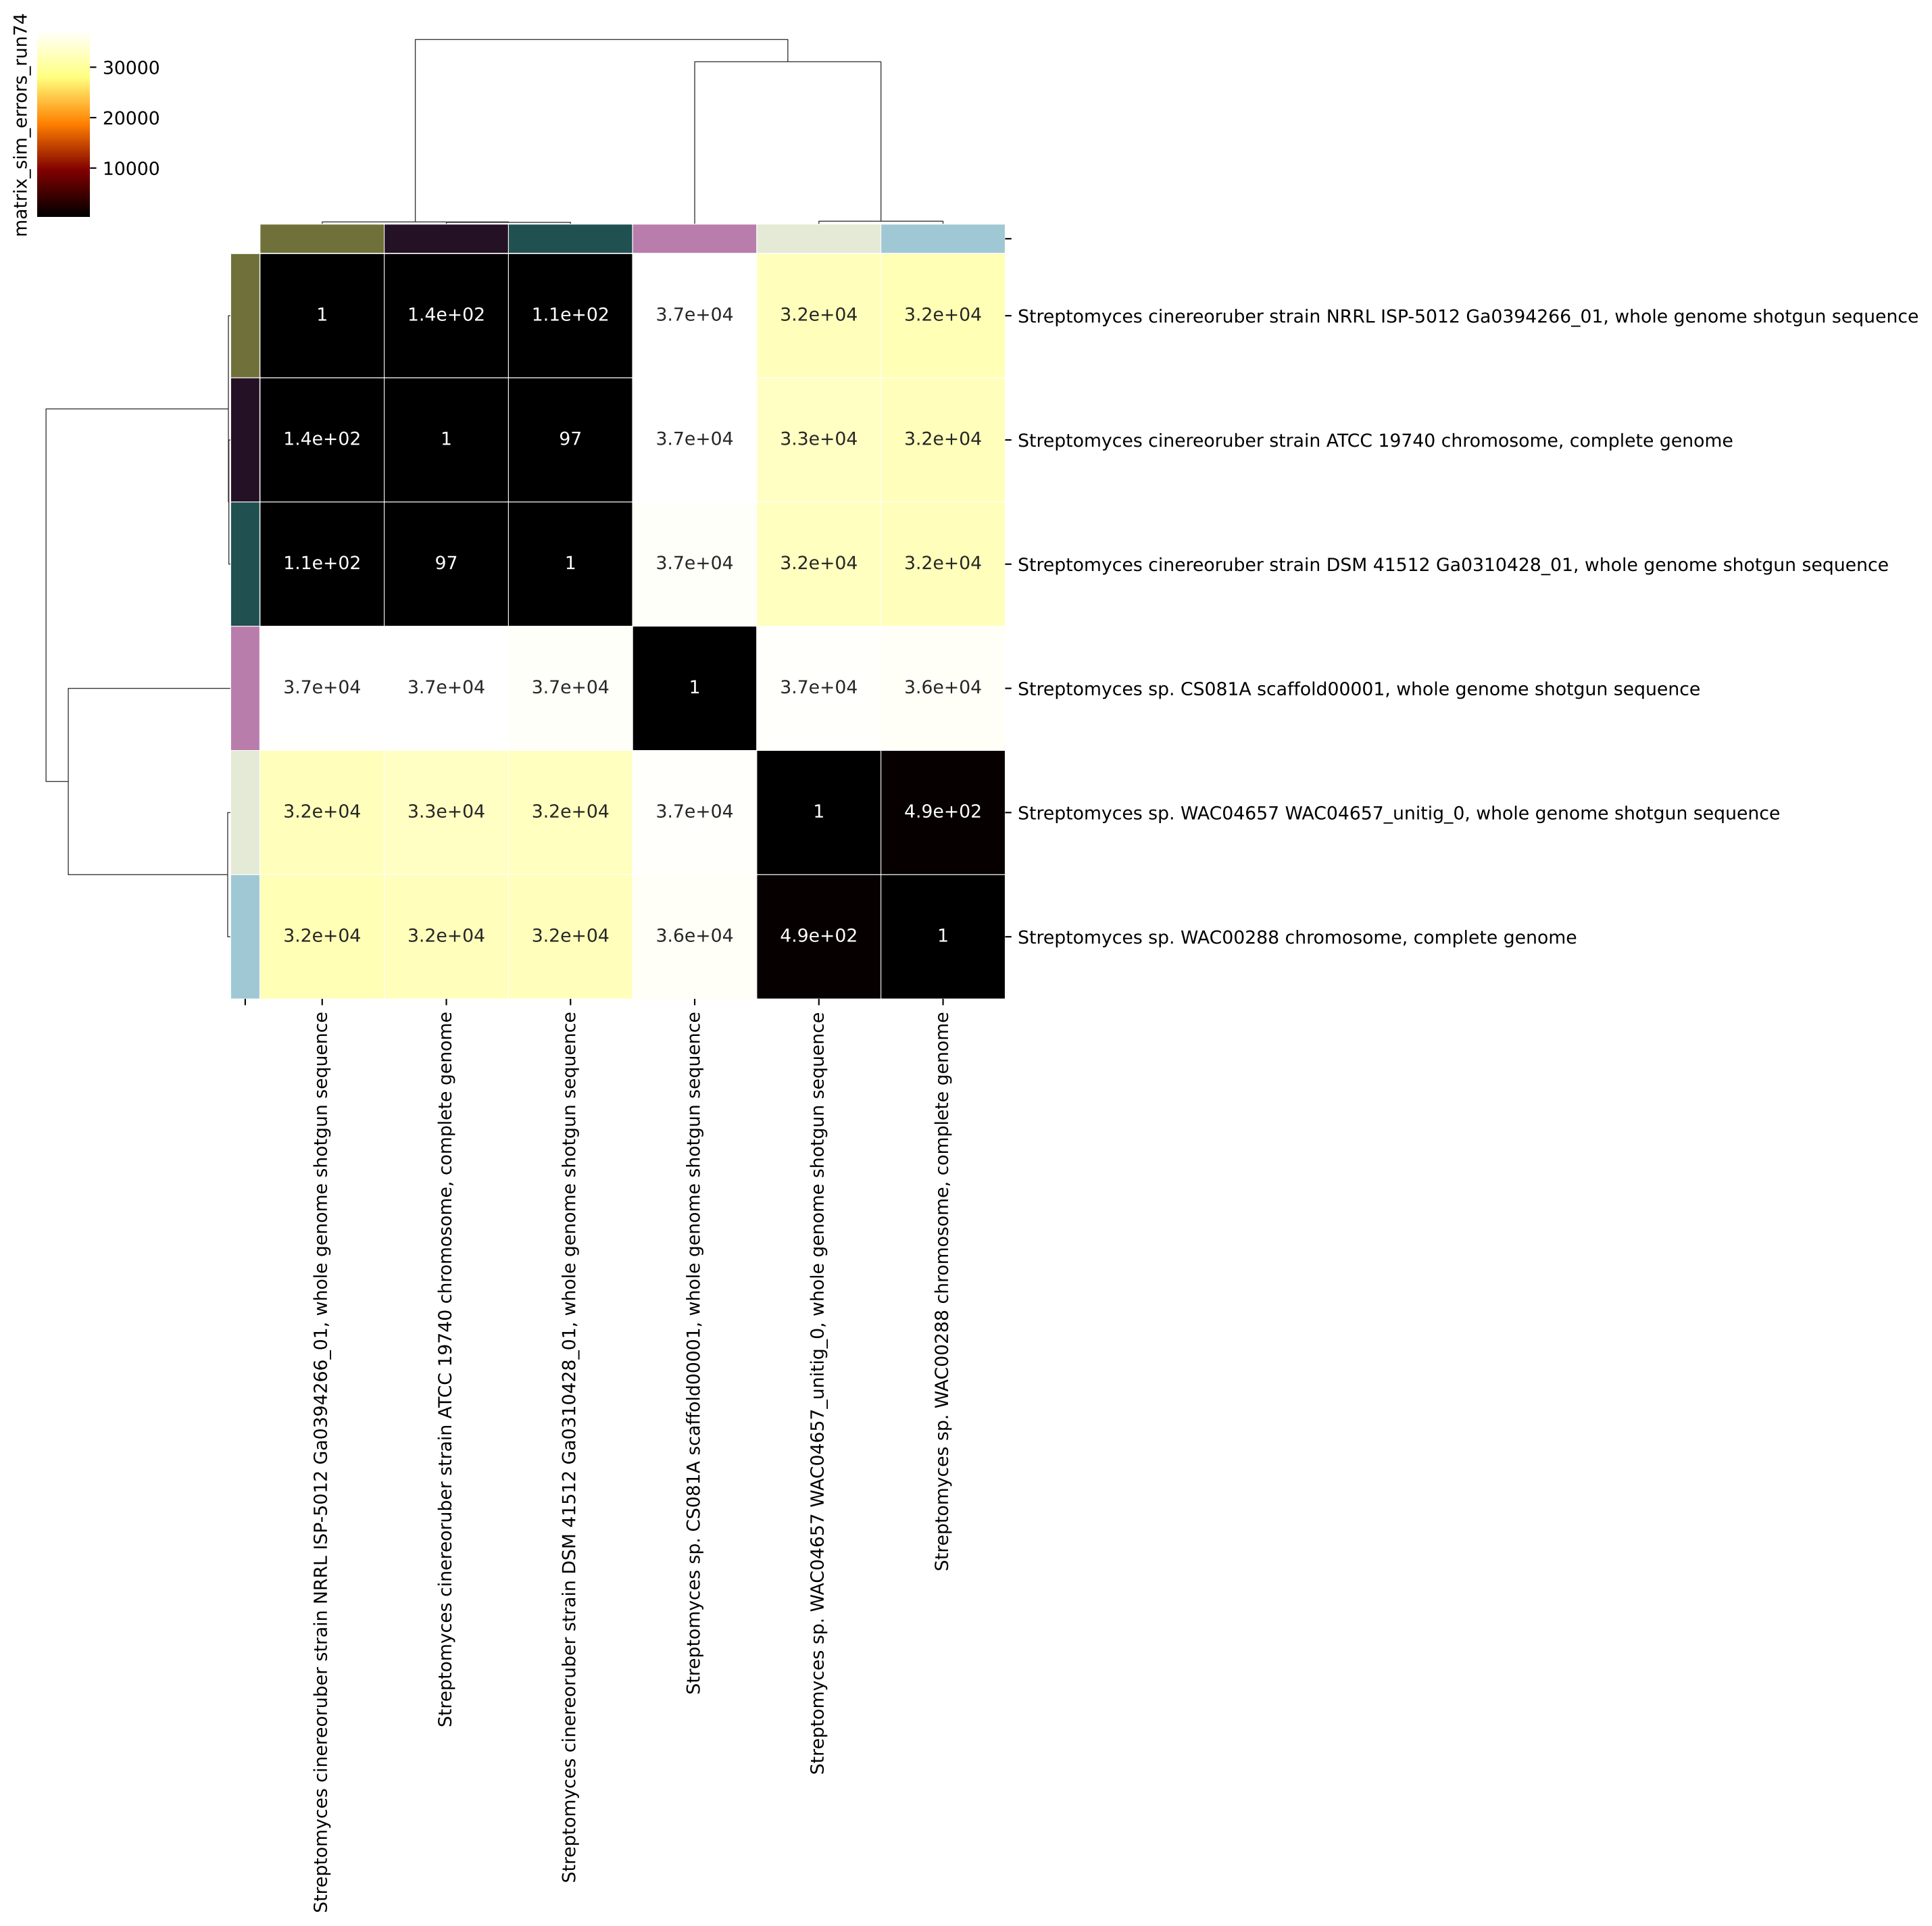 matrix_sim_errors_run74
30000
20000
10000
1 1.4e+02 1.1e+02 3.7e+04 3.2e+04 3.2e+04 Streptomyces cinereoruber strain NRRL ISP-5012 Ga0394266_01, whole genome shotgun sequence
1.4e+02 1 97 3.7e+04 3.3e+04 3.2e+04 Streptomyces cinereoruber strain ATCC 19740 chromosome, complete genome
1.1e+02 97 1 3.7e+04 3.2e+04 3.2e+04 Streptomyces cinereoruber strain DSM 41512 Ga0310428_01, whole genome shotgun sequence
3.7e+04 3.7e+04 3.7e+04 1 3.7e+04 3.6e+04 Streptomyces sp. CS081A scaffold00001, whole genome shotgun sequence
3.2e+04 3.3e+04 3.2e+04 3.7e+04 1 4.9e+02 Streptomyces sp. WAC04657 WAC04657_unitig_0, whole genome shotgun sequence
3.2e+04 3.2e+04 3.2e+04 3.6e+04 4.9e+02 1 Streptomyces sp. WAC00288 chromosome, complete genome
Streptomyces cinereoruber strain NRRL ISP-5012 Ga0394266_01, whole genome shotgun sequence
Streptomyces cinereoruber strain ATCC 19740 chromosome, complete genome
Streptomyces cinereoruber strain DSM 41512 Ga0310428_01, whole genome shotgun sequence
Streptomyces sp. CS081A scaffold00001, whole genome shotgun sequence
Streptomyces sp. WAC04657 WAC04657_unitig_0, whole genome shotgun sequence
Streptomyces sp. WAC00288 chromosome, complete genome